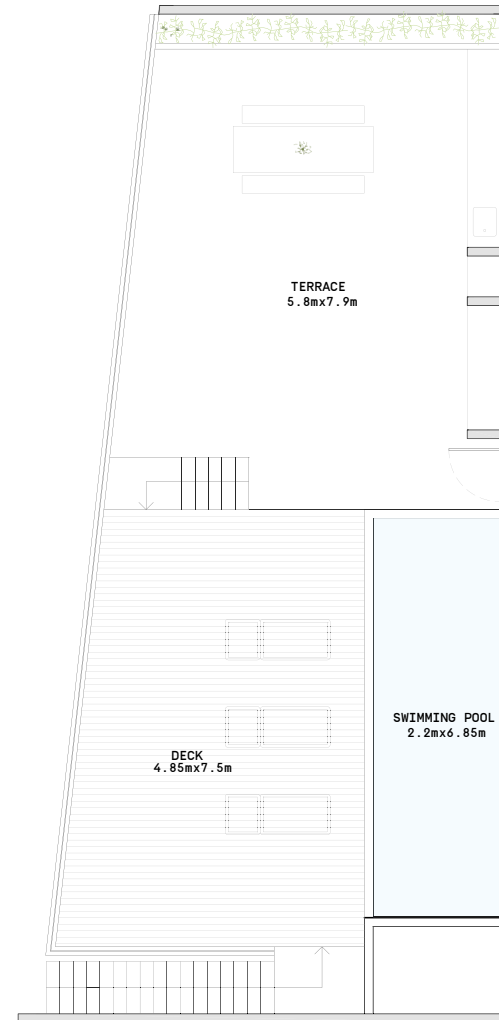 TERRACE
5.8mx7.9m
SWIMMING POOL
2.2mx6.85m
DECK
4.85mx7.5m